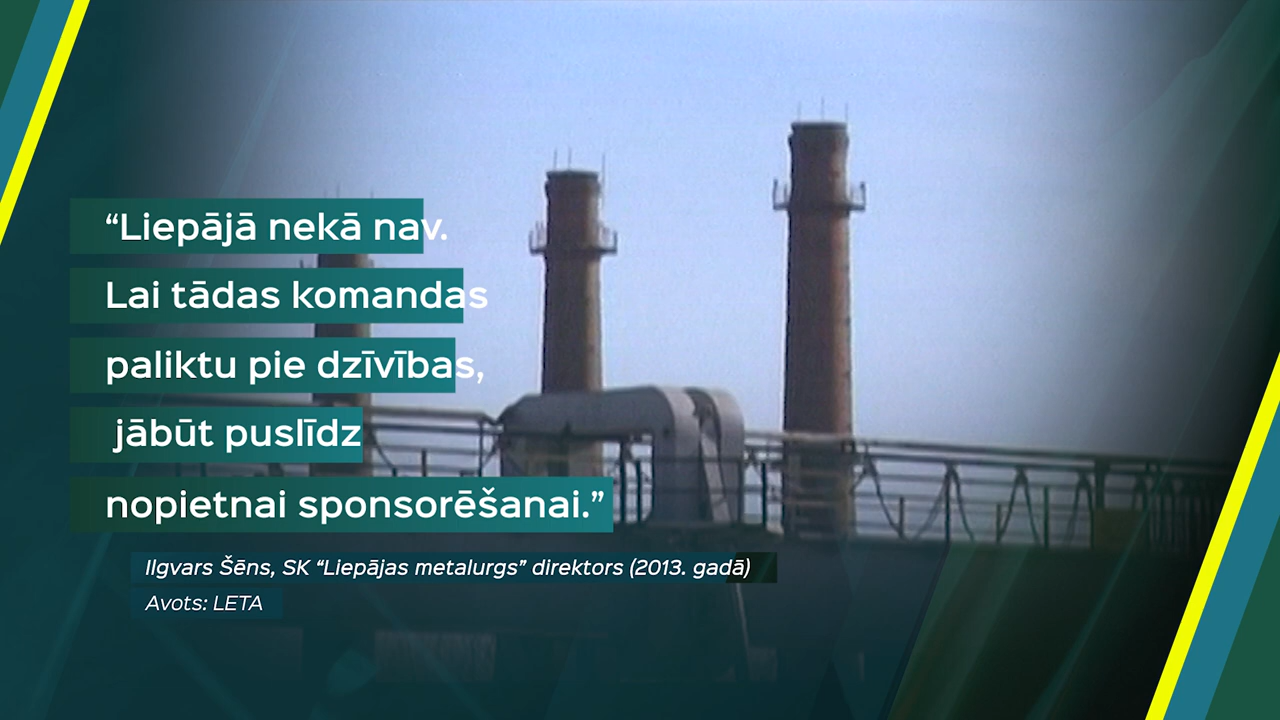 “Liepājā nekā nav.
Lai tādas komandas
paliktu pie dzīvības,
jābūt puslīdz
nopietnai sponsorēšanai.”
Ilgvars Šēns, SK “Liepājas metalurgs” direktors (2013. gadā)
Avots: LETA